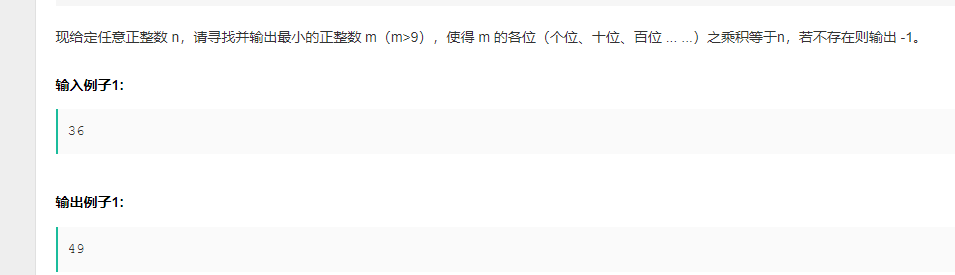 现给定任意正整数 n，请寻找并输出最小的正整数 m（m>9），使得 m 的各位（个位、十位、百位 ... ...）之乘积等于n，若不存在则输出 -1。
输入例子1:
36
输出例子1:
49